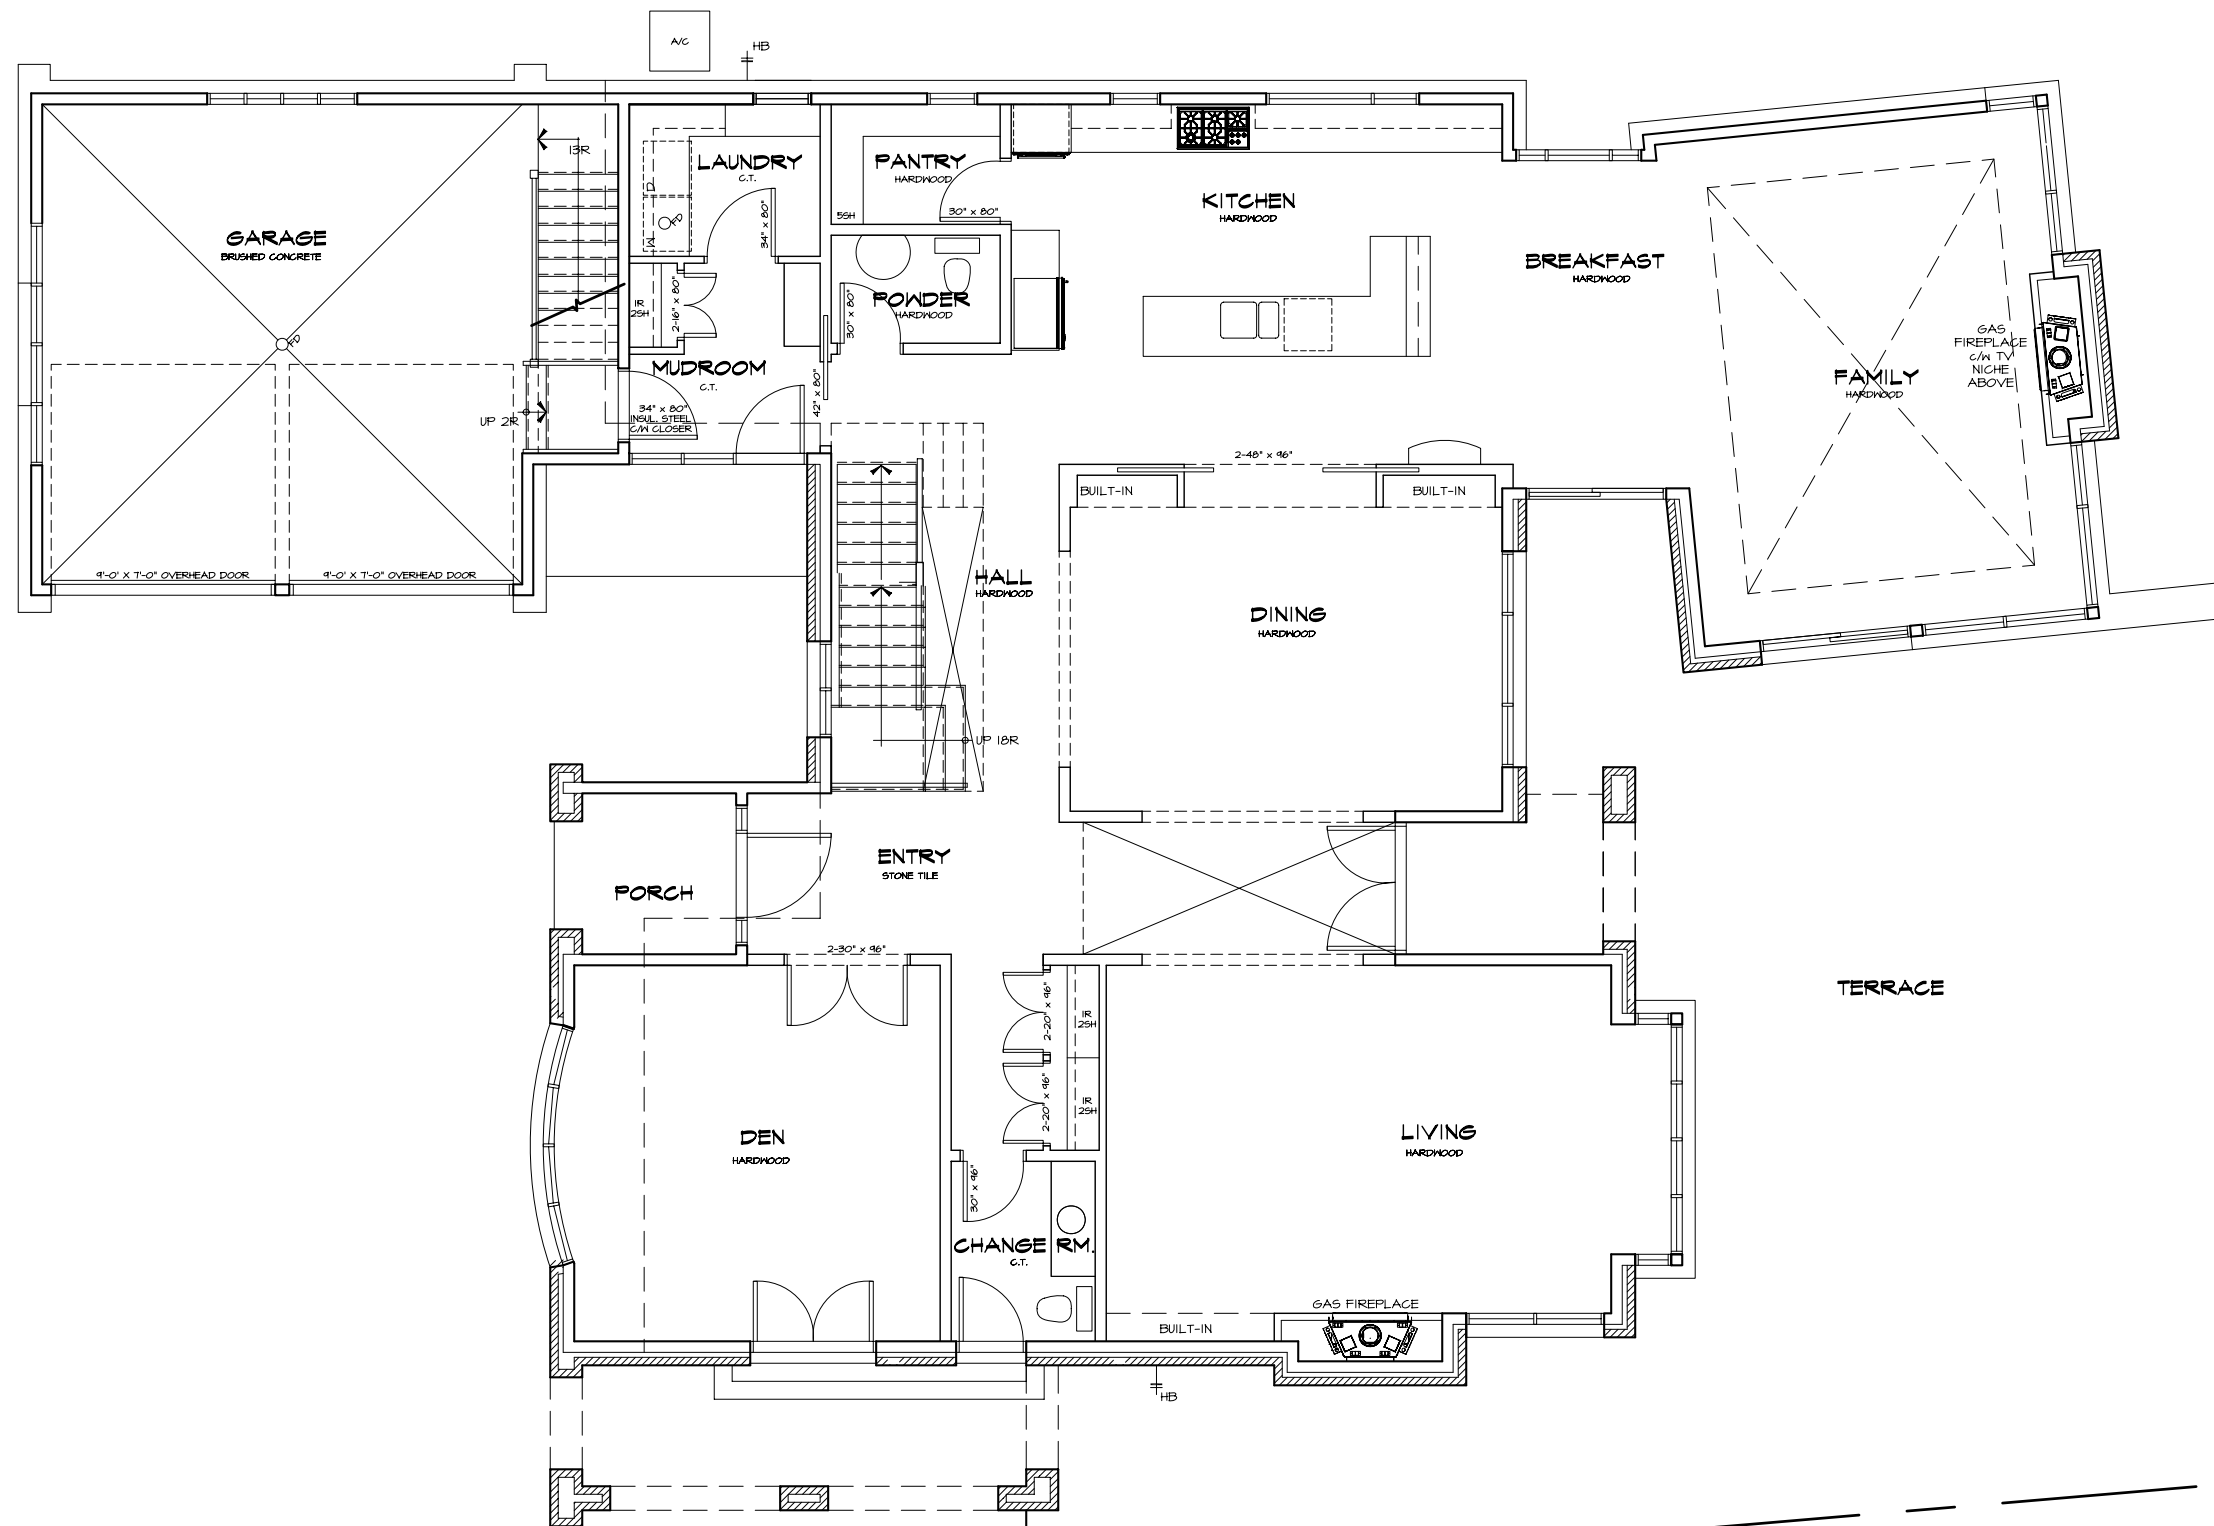 A/C
HB
13R
LAUNDRY
C.T.
D
FD
W
34" x 80"
PANTRY
HARDWOOD
5SH
30" x 80"
KITCHEN
HARDWOOD
GARAGE
BRUSHED CONCRETE
FD
BREAKFAST
HARDWOOD
1R
2SH
2-16" x 80"
POWDER
HARDWOOD
30" x 80"
GAS
FIREPLACE
C/W TV
NICHE
ABOVE
FAMILY
HARDWOOD
MUDROOM
C.T.
34" x 80"
INSUL. STEEL
C/W CLOSER
42" x 80"
UP 2R
2-48" x 96"
BUILT-IN
BUILT-IN
9'-0' X 7'-0" OVERHEAD DOOR
9'-0' X 7'-0" OVERHEAD DOOR
HALL
HARDWOOD
DINING
HARDWOOD
UP 18R
ENTRY
STONE TILE
PORCH
2-30" x 96"
TERRACE
2-20" x 96"
1R
2SH
2-20" x 96"
1R
2SH
DEN
HARDWOOD
LIVING
HARDWOOD
30" x 96"
CHANGE RM.
C.T.
GAS FIREPLACE
BUILT-IN
HB